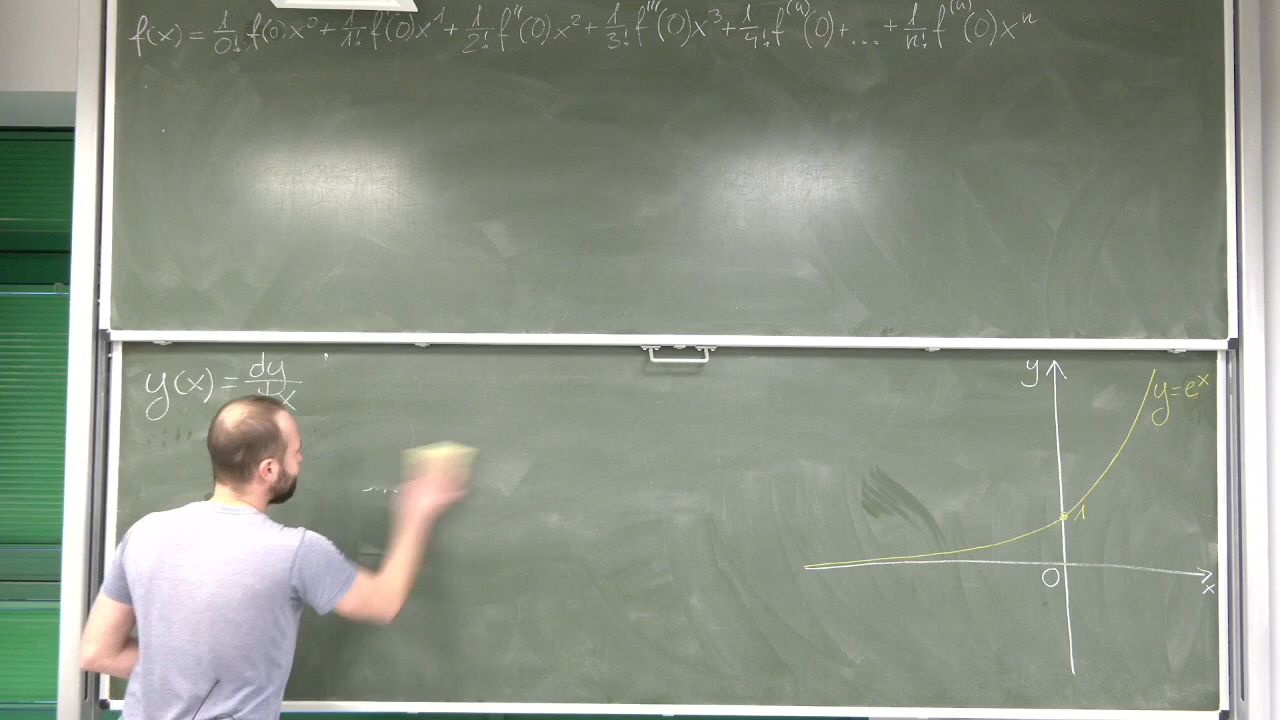 f(x) = 1/0! f(0)x⁰ + 1/1! f'(0)x¹ + 1/2! f''(0)x² + 1/3! f'''(0)x³ + 1/4! f⁽⁴⁾(0) + ... + 1/n! f⁽ⁿ⁾(0)xⁿ
y(x) = dy/dx
y
y=eˣ
1
0
x